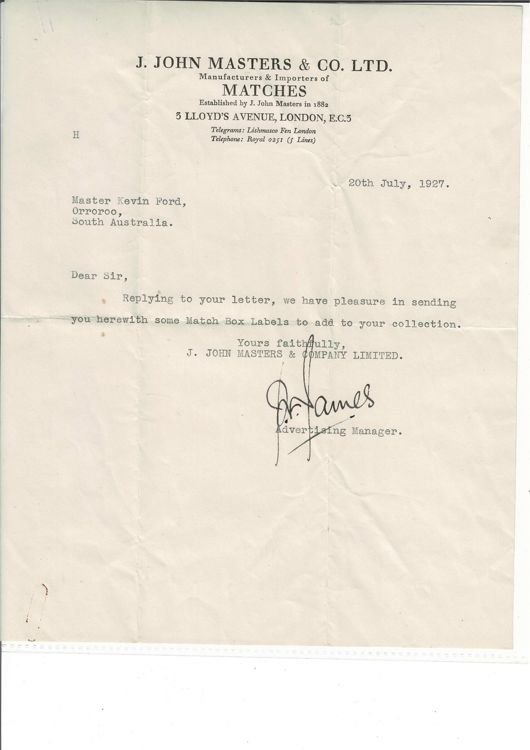 J. JOHN MASTERS & CO. LTD.
Manufacturers & Importers of
MATCHES
Established by J. John Masters in 1882
5 LLOYD'S AVENUE, LONDON, E.C.3
Telegrams: Lishmasco Fen London
Telephone: Royal 0251 (5 Lines)
H
20th July, 1927.
Master Kevin Ford,
Orroroo,
South Australia.
Dear Sir,
Replying to your letter, we have pleasure in sending
you herewith some Match Box Labels to add to your collection.
Yours faithfully,
J. JOHN MASTERS & COMPANY LIMITED.
James
Advertising Manager.